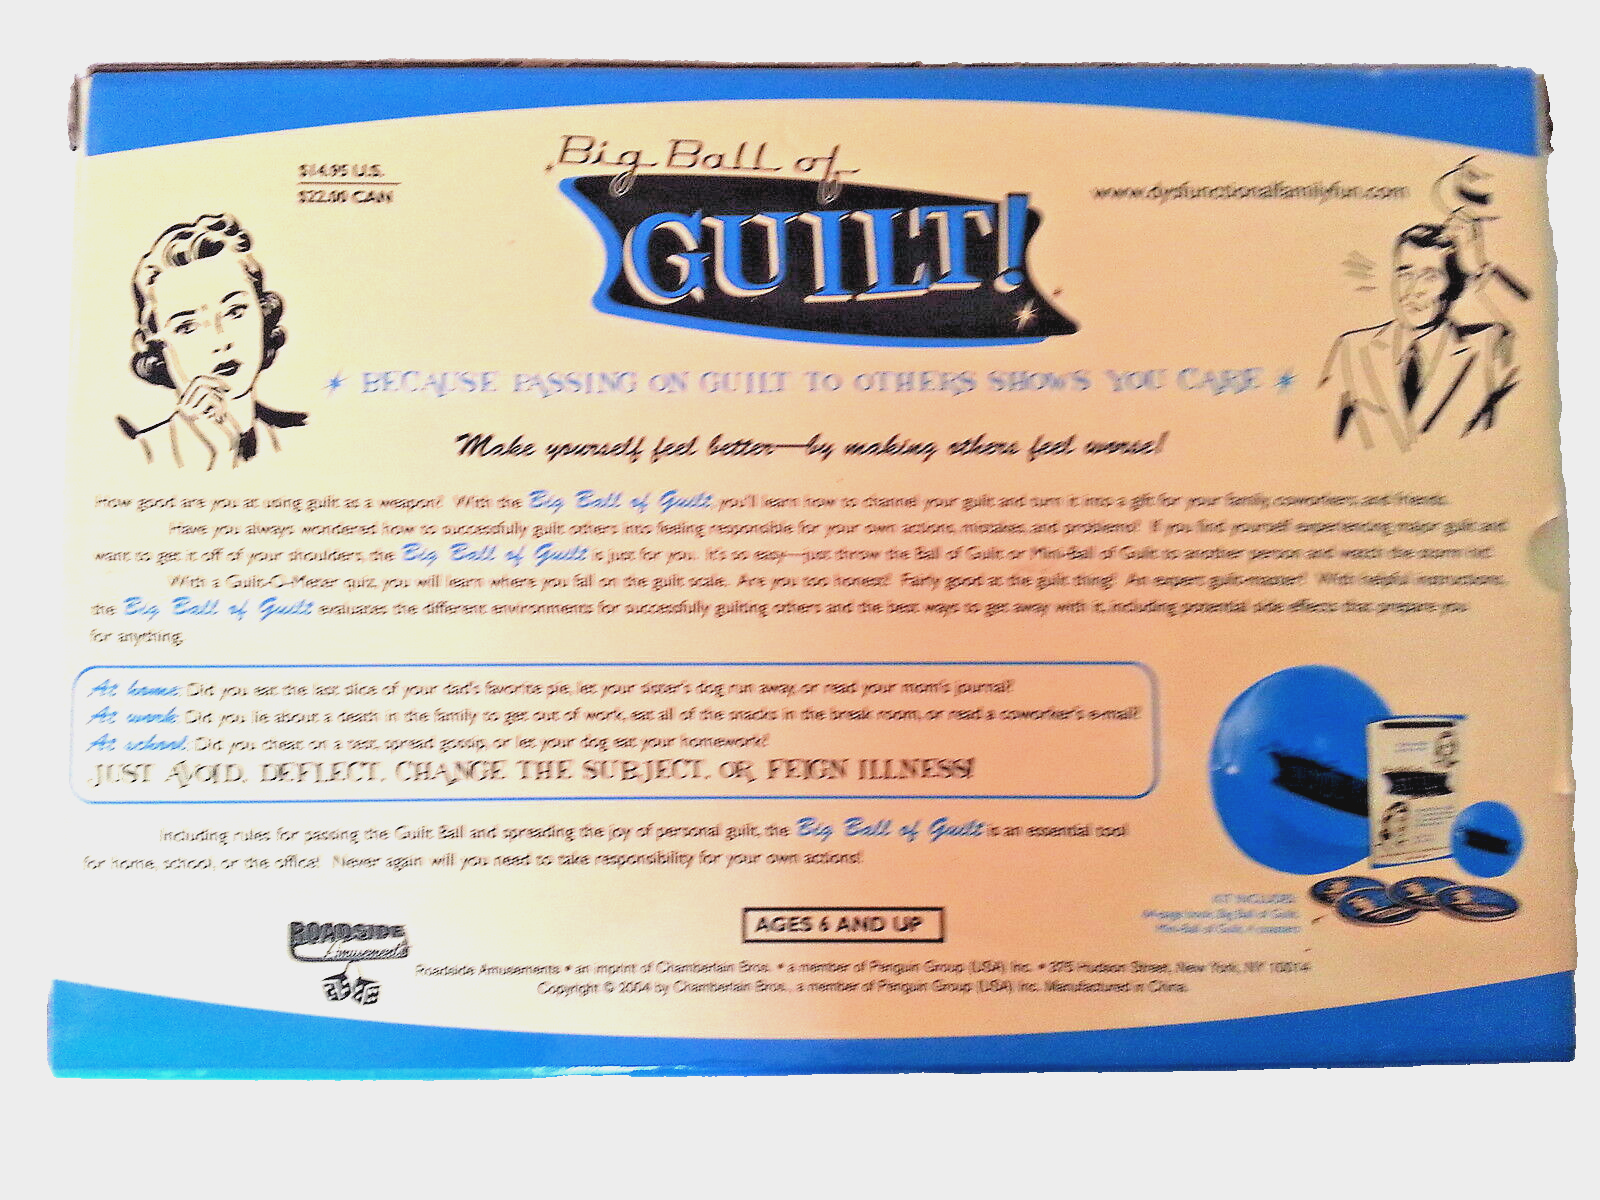 $14.95 U.S.
$22.00 CAN
Big Ball of
GUILT!
www.dysfunctionalfamilyfun.com
BECAUSE PASSING ON GUILT TO OTHERS SHOWS YOU CARE
Make yourself feel better—by making others feel worse!
How good are you at using guilt as a weapon? With the Big Ball of Guilt, you'll learn how to channel your guilt and turn it into a gift for your family, coworkers, and friends.
Have you always wondered how to successfully guilt others into feeling responsible for your own actions, mistakes, and problems? If you find yourself experiencing major guilt and
want to get it off of your shoulders, the Big Ball of Guilt is just for you. It's so easy—just throw the Ball of Guilt or Mini-Ball of Guilt to another person and watch the storm hit!
With a Guilt-O-Meter quiz, you will learn where you fall on the guilt scale. Are you too honest? Fairly good at the guilt thing? An expert guilt-master? With helpful instructions,
the Big Ball of Guilt evaluates the different environments for successfully guilting others and the best ways to get away with it, including potential side effects that prepare you
for anything.
At home: Did you eat the last slice of your dad's favorite pie, let your sister's dog run away, or read your mom's journal?
At work: Did you lie about a death in the family to get out of work, eat all of the snacks in the break room, or read a coworker's e-mail?
At school: Did you cheat on a test, spread gossip, or let your dog eat your homework?
JUST AVOID, DEFLECT, CHANGE THE SUBJECT, OR FEIGN ILLNESS!
Including rules for passing the Guilt Ball and spreading the joy of personal guilt, the Big Ball of Guilt is an essential tool
for home, school, or the office! Never again will you need to take responsibility for your own actions!
KIT INCLUDES:
book, Big Ball of Guilt,
Mini-Ball of Guilt, 4 coasters
AGES 6 AND UP
ROADSIDE
Amusements
Roadside Amusements • an imprint of Chamberlain Bros. • a member of Penguin Group (USA) Inc. • 375 Hudson Street, New York, NY 10014
Copyright © 2004 by Chamberlain Bros., a member of Penguin Group (USA) Inc. Manufactured in China.